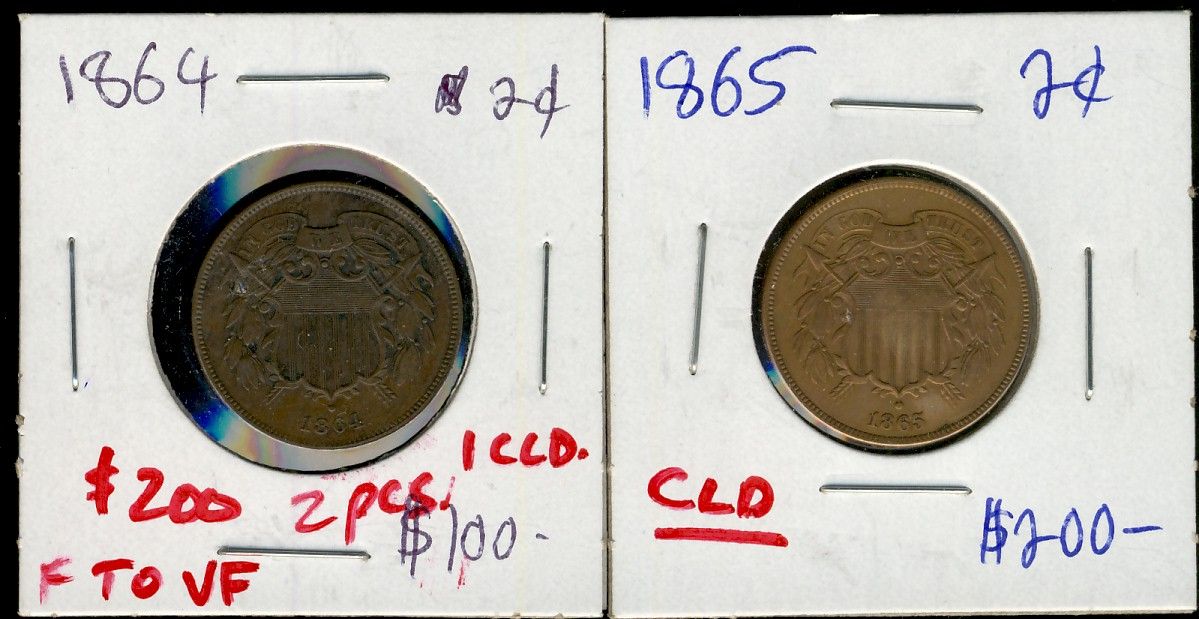 1864 2¢
IN GOD WE TRUST
1864
1 CCD.
$200 2 pcs.
$100-
F TO VF
1865 2¢
IN GOD WE TRUST
1865
CLD
$200-